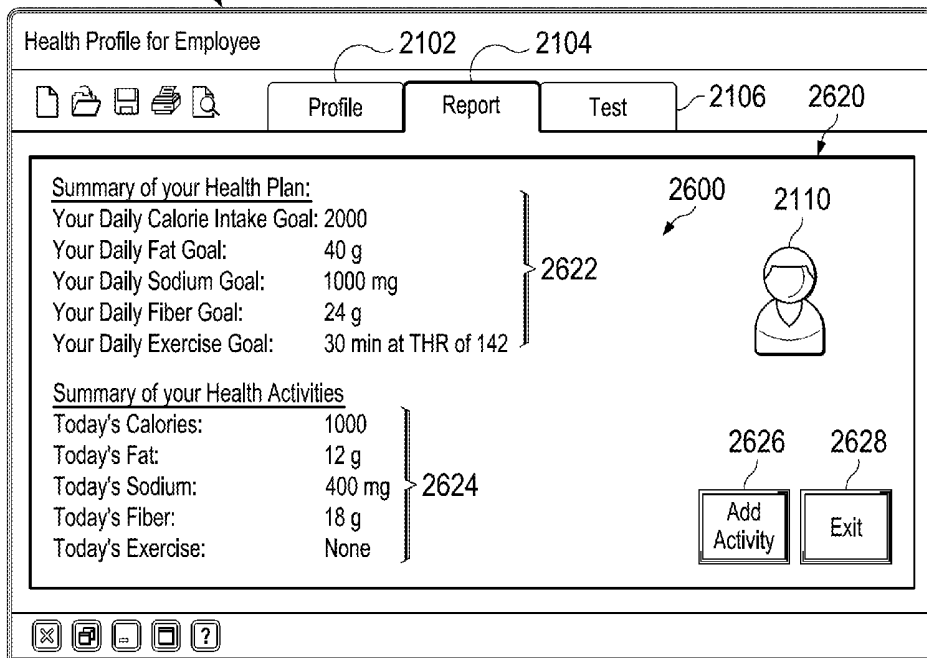 Health Profile for Employee
2102
2104
Profile
Report
Test
2106
2620
Summary of your Health Plan:
Your Daily Calorie Intake Goal: 2000
Your Daily Fat Goal: 40 g
Your Daily Sodium Goal: 1000 mg
Your Daily Fiber Goal: 24 g
Your Daily Exercise Goal: 30 min at THR of 142
2622
2600
2110
Summary of your Health Activities
Today's Calories: 1000
Today's Fat: 12 g
Today's Sodium: 400 mg
Today's Fiber: 18 g
Today's Exercise: None
2624
2626
2628
Add
Activity
Exit
?